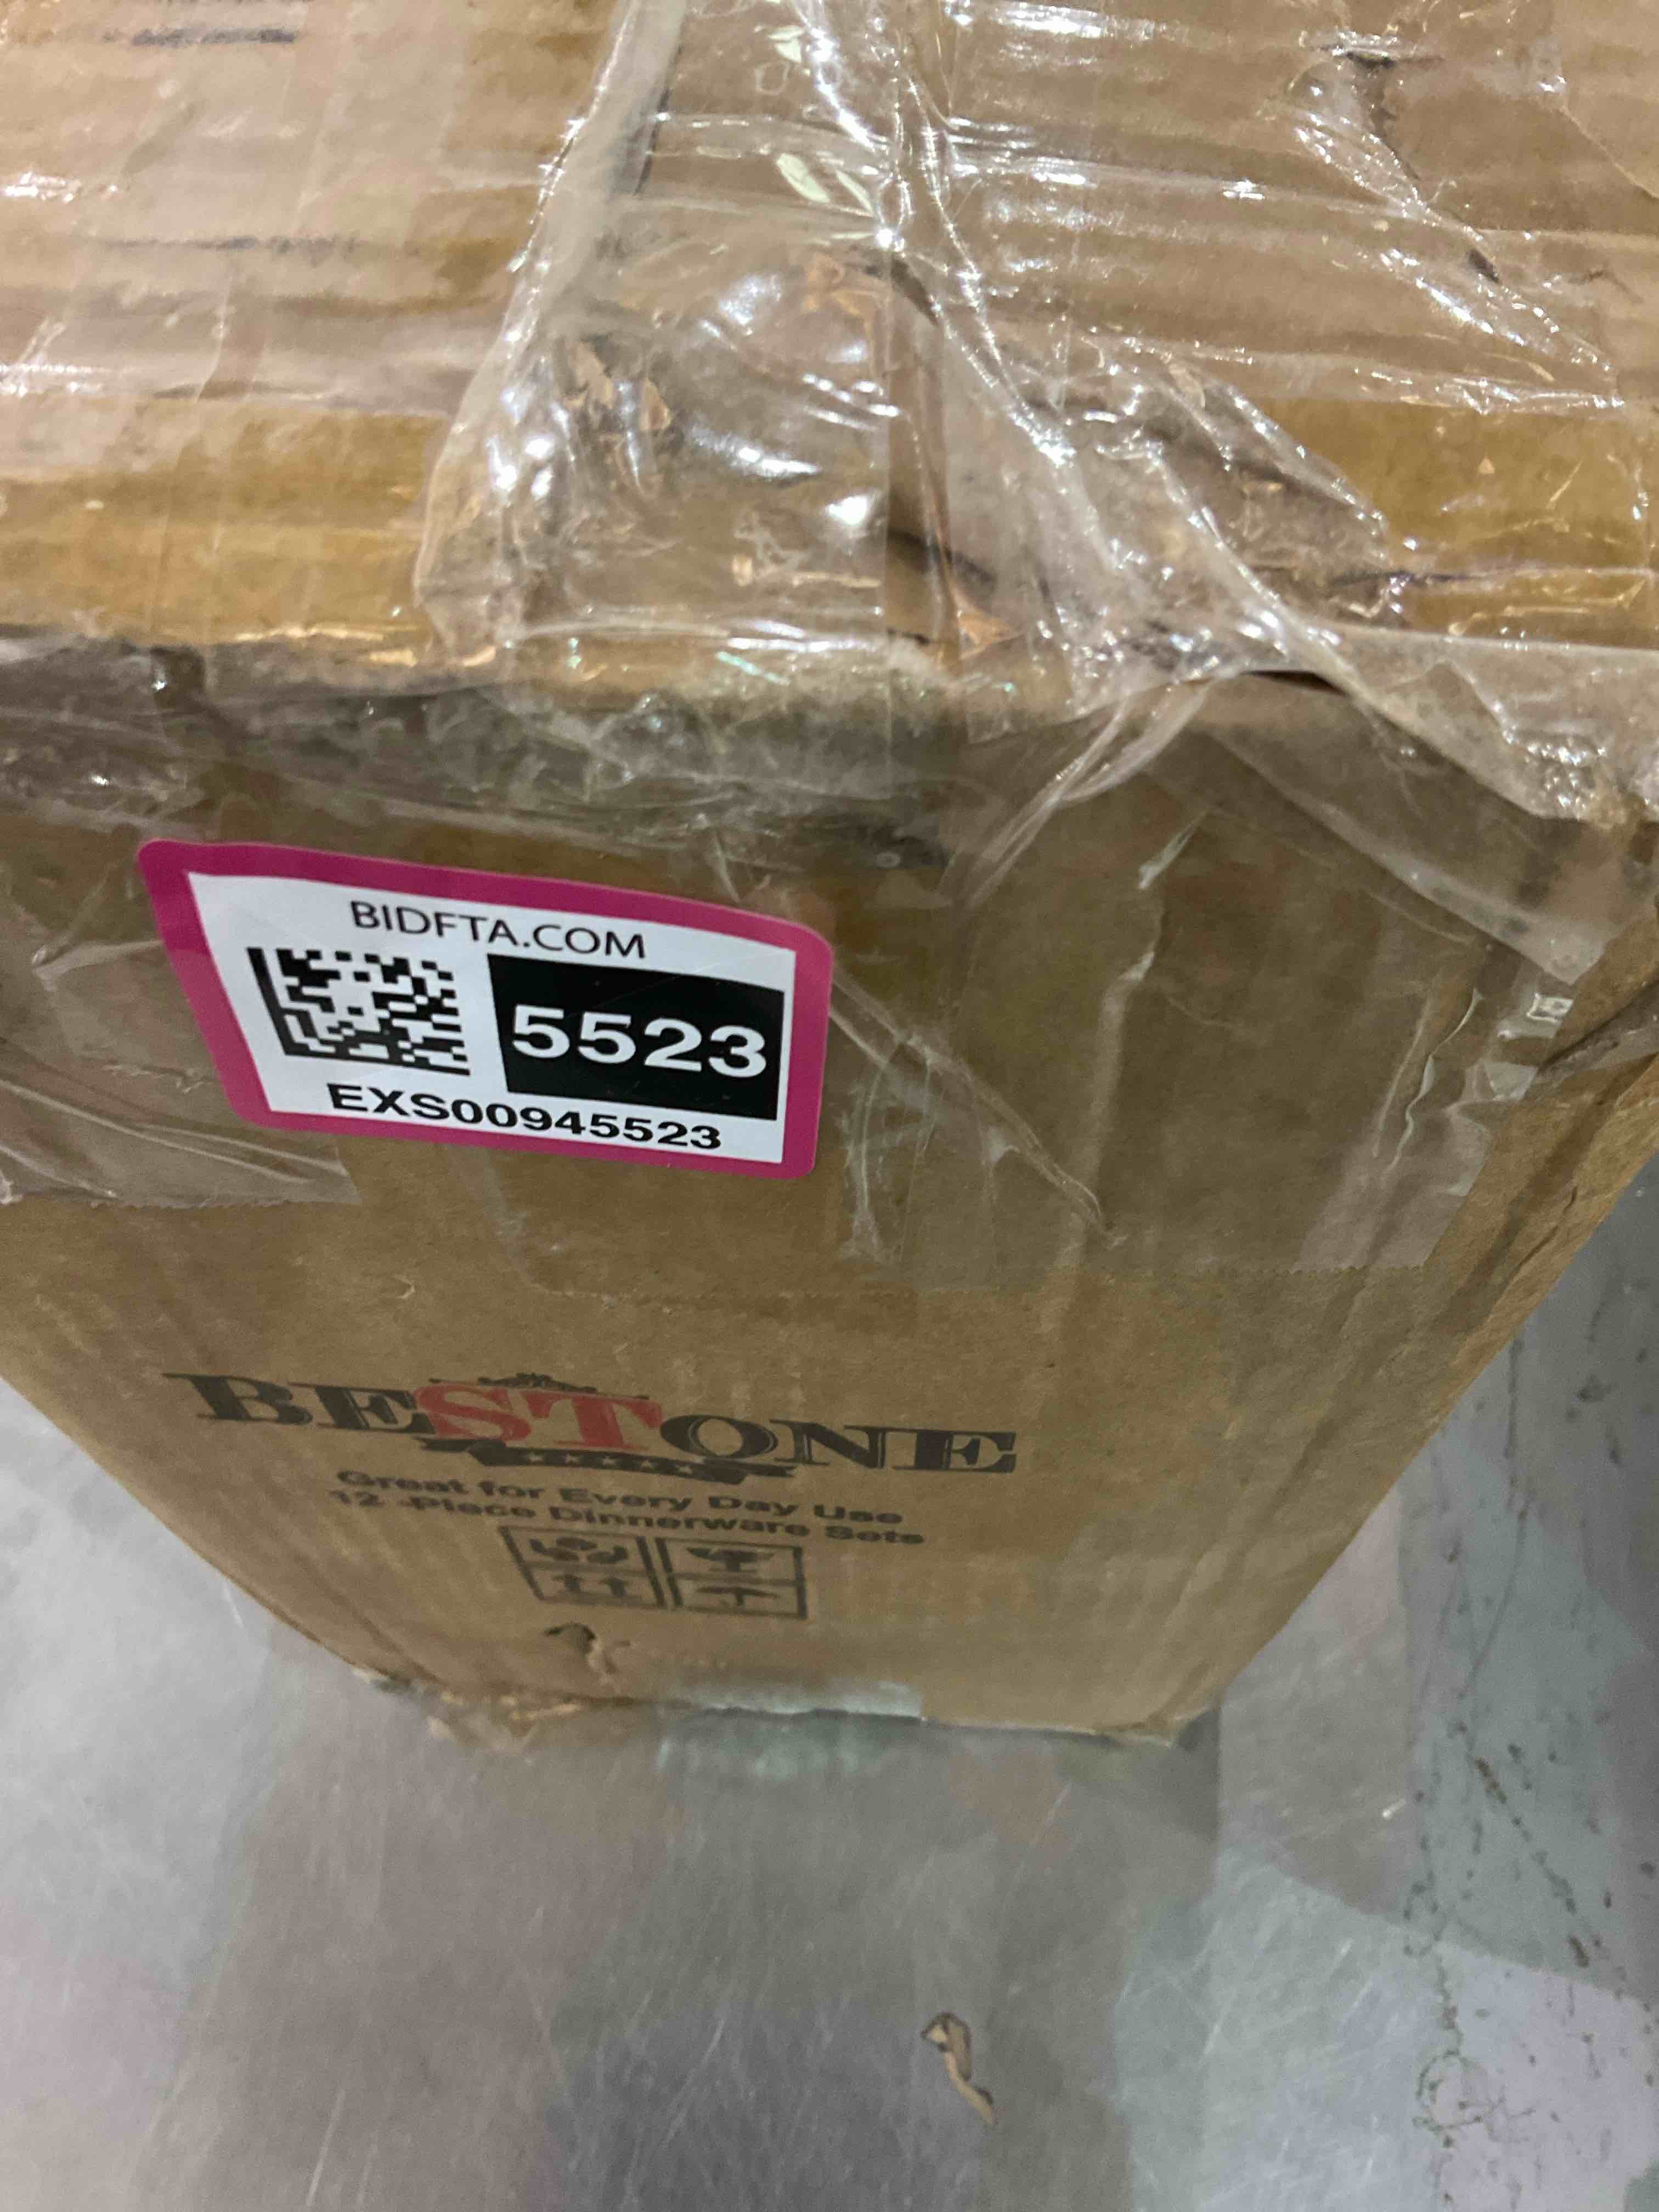 BIDFTA.COM
5523
EXS00945523
BESTONE
Great for Every Day Use
12 -Piece Dinnerware Sets